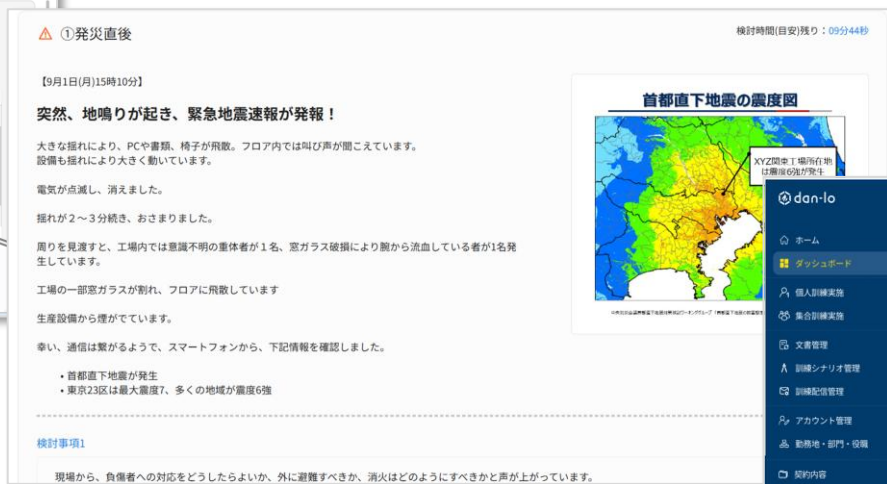 ①発災直後
検討時間(目安)残り：09分44秒
【9月1日(月)15時10分】
突然、地鳴りが起き、緊急地震速報が発報！
大きな揺れにより、PCや書類、椅子が飛散。フロア内では叫び声が聞こえています。
設備も揺れにより大きく動いています。
電気が点滅し、消えました。
揺れが２～３分続き、おさまりました。
周りを見渡すと、工場内では意識不明の重体者が１名、窓ガラス破損により腕から流血している者が1名発
生しています。
工場の一部窓ガラスが割れ、フロアに飛散しています
生産設備から煙がでています。
幸い、通信は繋がるようで、スマートフォンから、下記情報を確認しました。
・首都直下地震が発生
・東京23区は最大震度7、多くの地域が震度6強
検討事項1
現場から、負傷者への対応をどうしたらよいか、外に避難すべきか、消火はどのようにすべきかと声が上がっています。
首都直下地震の震度図
XYZ関東工場所在地
は震度6強が発生
dan-lo
ホーム
ダッシュボード
個人訓練実施
集合訓練実施
文書管理
訓練シナリオ管理
訓練配信管理
アカウント管理
勤務地・部門・役職
契約内容